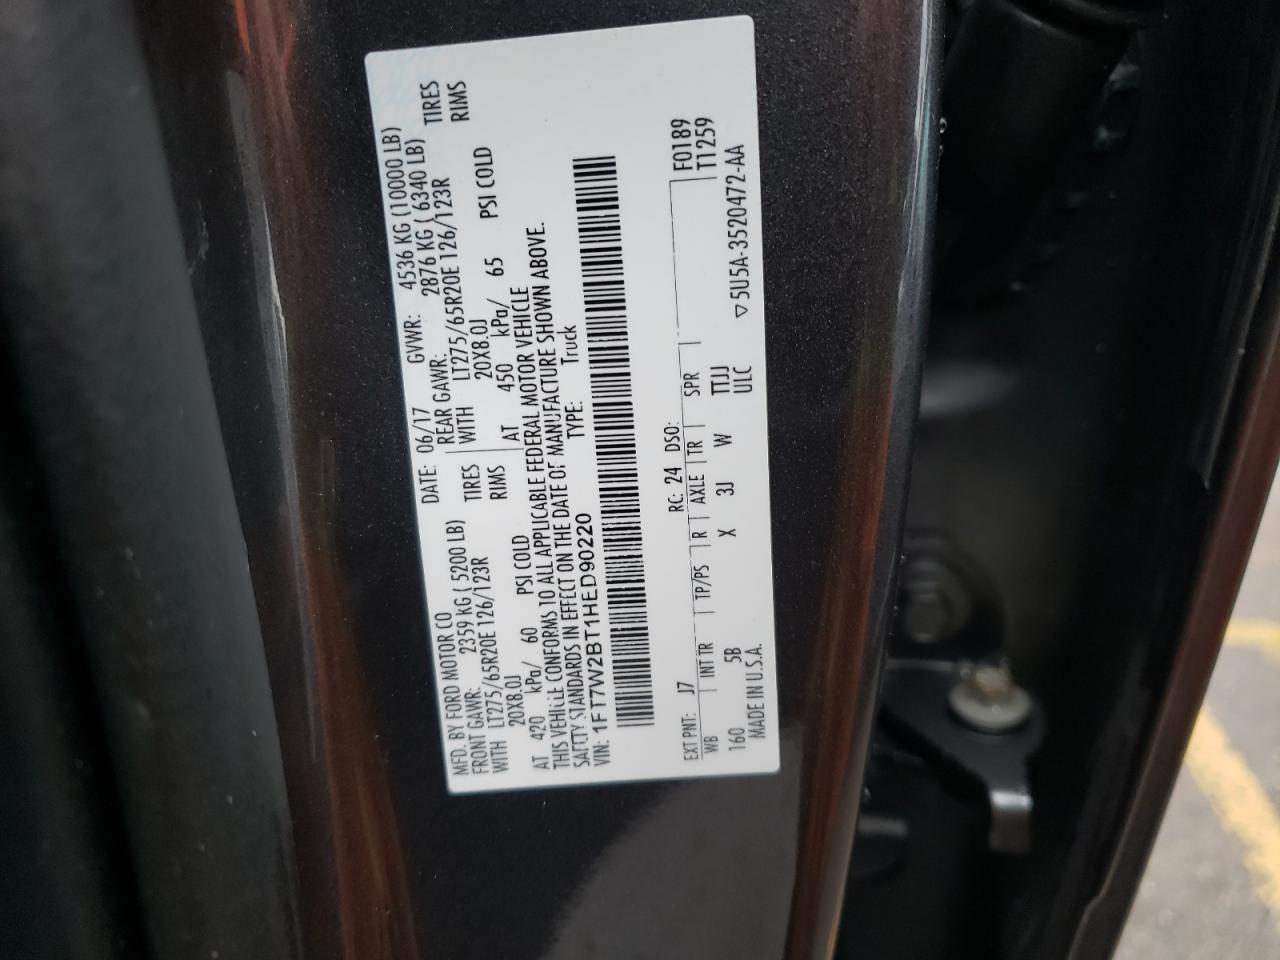 MFD. BY FORD MOTOR CO
DATE: 06/17 GVWR: 4536 KG (10000 LB)
FRONT GAWR: 2359 KG ( 5200 LB)
REAR GAWR: 2876 KG ( 6340 LB)
WITH LT275/65R20E 126/123R TIRES
WITH LT275/65R20E 126/123R TIRES
20X8.0J RIMS
20X8.0J RIMS
AT 420 kPa/ 60 PSI COLD
AT 450 kPa/ 65 PSI COLD
THIS VEHICLE CONFORMS TO ALL APPLICABLE FEDERAL MOTOR VEHICLE
SAFETY STANDARDS IN EFFECT ON THE DATE OF MANUFACTURE SHOWN ABOVE.
VIN: 1FT7W2BT1HED90220
TYPE: Truck
EXT PNT: J7 RC: 24 DSO: F0189
WB INT TR TP/PS R AXLE TR SPR T1259
160 5B X 3J W TTJJ
ULC
MADE IN U.S.A. ▽5U5A-3520472-AA